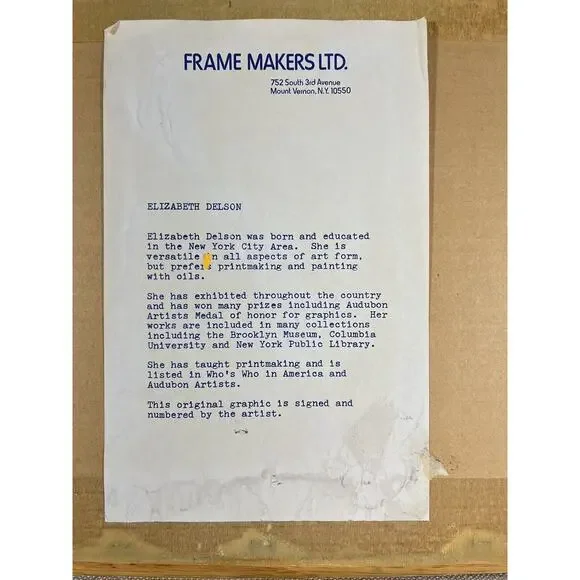 FRAME MAKERS LTD.
752 South 3rd Avenue
Mount Vernon, N.Y. 10550
ELIZABETH DELSON
Elizabeth Delson was born and educated
in the New York City Area. She is
versatile in all aspects of art form,
but prefers printmaking and painting
with oils.
She has exhibited throughout the country
and has won many prizes including Audubon
Artists Medal of honor for graphics. Her
works are included in many collections
including the Brooklyn Museum, Columbia
University and New York Public Library.
She has taught printmaking and is
listed in Who's Who in America and
Audubon Artists.
This original graphic is signed and
numbered by the artist.